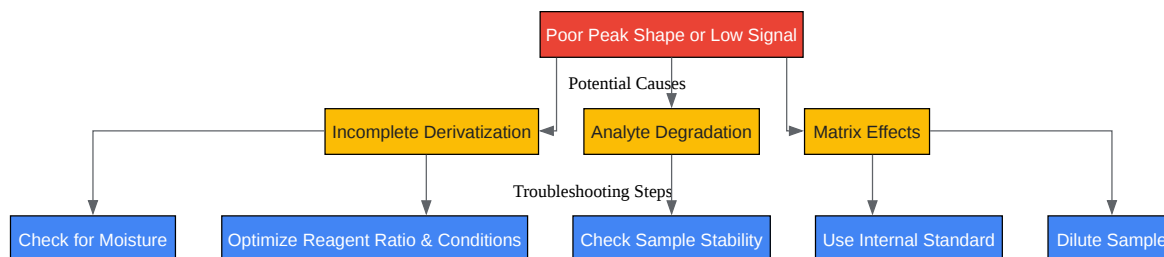 Poor Peak Shape or Low Signal
Potential Causes
Incomplete Derivatization
Analyte Degradation
Matrix Effects
Troubleshooting Steps
Check for Moisture
Optimize Reagent Ratio & Conditions
Check Sample Stability
Use Internal Standard
Dilute Sample